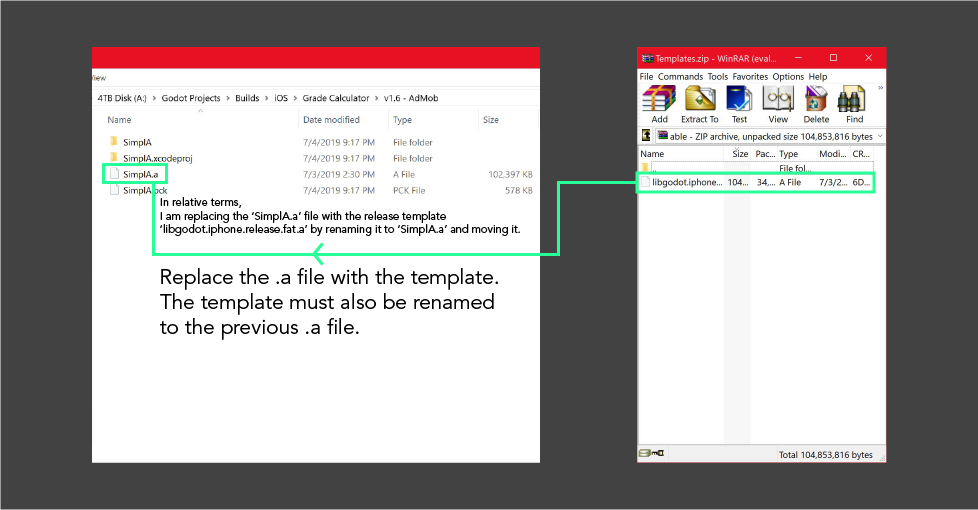 View
4TB Disk (A:) > Godot Projects > Builds > iOS > Grade Calculator > v1.6 - AdMob
Name Date modified Type Size
SimplA 7/4/2019 9:17 PM File folder
SimplA.xcodeproj 7/4/2019 9:17 PM File folder
SimplA.a 7/3/2019 2:30 PM A File 102,397 KB
SimplA.pck 7/4/2019 9:17 PM PCK File 578 KB
In relative terms,
I am replacing the 'SimplA.a' file with the release template
'libgodot.iphone.release.fat.a' by renaming it to 'SimplA.a' and moving it.
Replace the .a file with the template.
The template must also be renamed
to the previous .a file.
Templates.zip - WinRAR (eval...
File Commands Tools Favorites Options Help
Add Extract To Test View Delete Find
able - ZIP archive, unpacked size 104,853,816 bytes
Name Size Pac... Type Modi... CR...
.. File fol...
libgodot.iphone... 104... 34,... A File 7/3/2... 6D...
Total 104,853,816 bytes